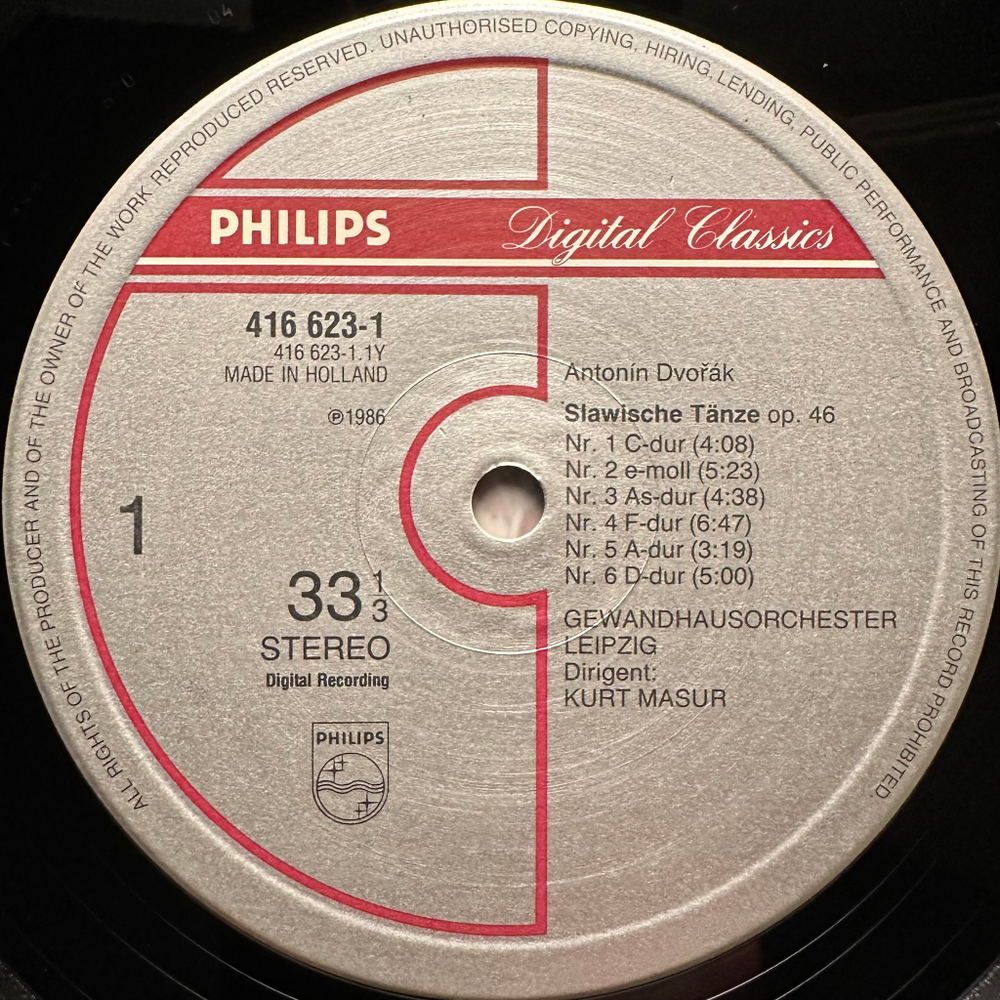 ALL RIGHTS OF THE PRODUCER AND OF THE OWNER OF THE WORK REPRODUCED RESERVED. UNAUTHORISED COPYING, HIRING, LENDING, PUBLIC PERFORMANCE AND BROADCASTING OF THIS RECORD PROHIBITED.
PHILIPS Digital Classics
416 623-1
416 623-1.1Y
MADE IN HOLLAND
℗1986
1
33 1/3
STEREO
Digital Recording
PHILIPS
Antonín Dvořák
Slawische Tänze op. 46
Nr. 1 C-dur (4:08)
Nr. 2 e-moll (5:23)
Nr. 3 As-dur (4:38)
Nr. 4 F-dur (6:47)
Nr. 5 A-dur (3:19)
Nr. 6 D-dur (5:00)
GEWANDHAUSORCHESTER
LEIPZIG
Dirigent:
KURT MASUR